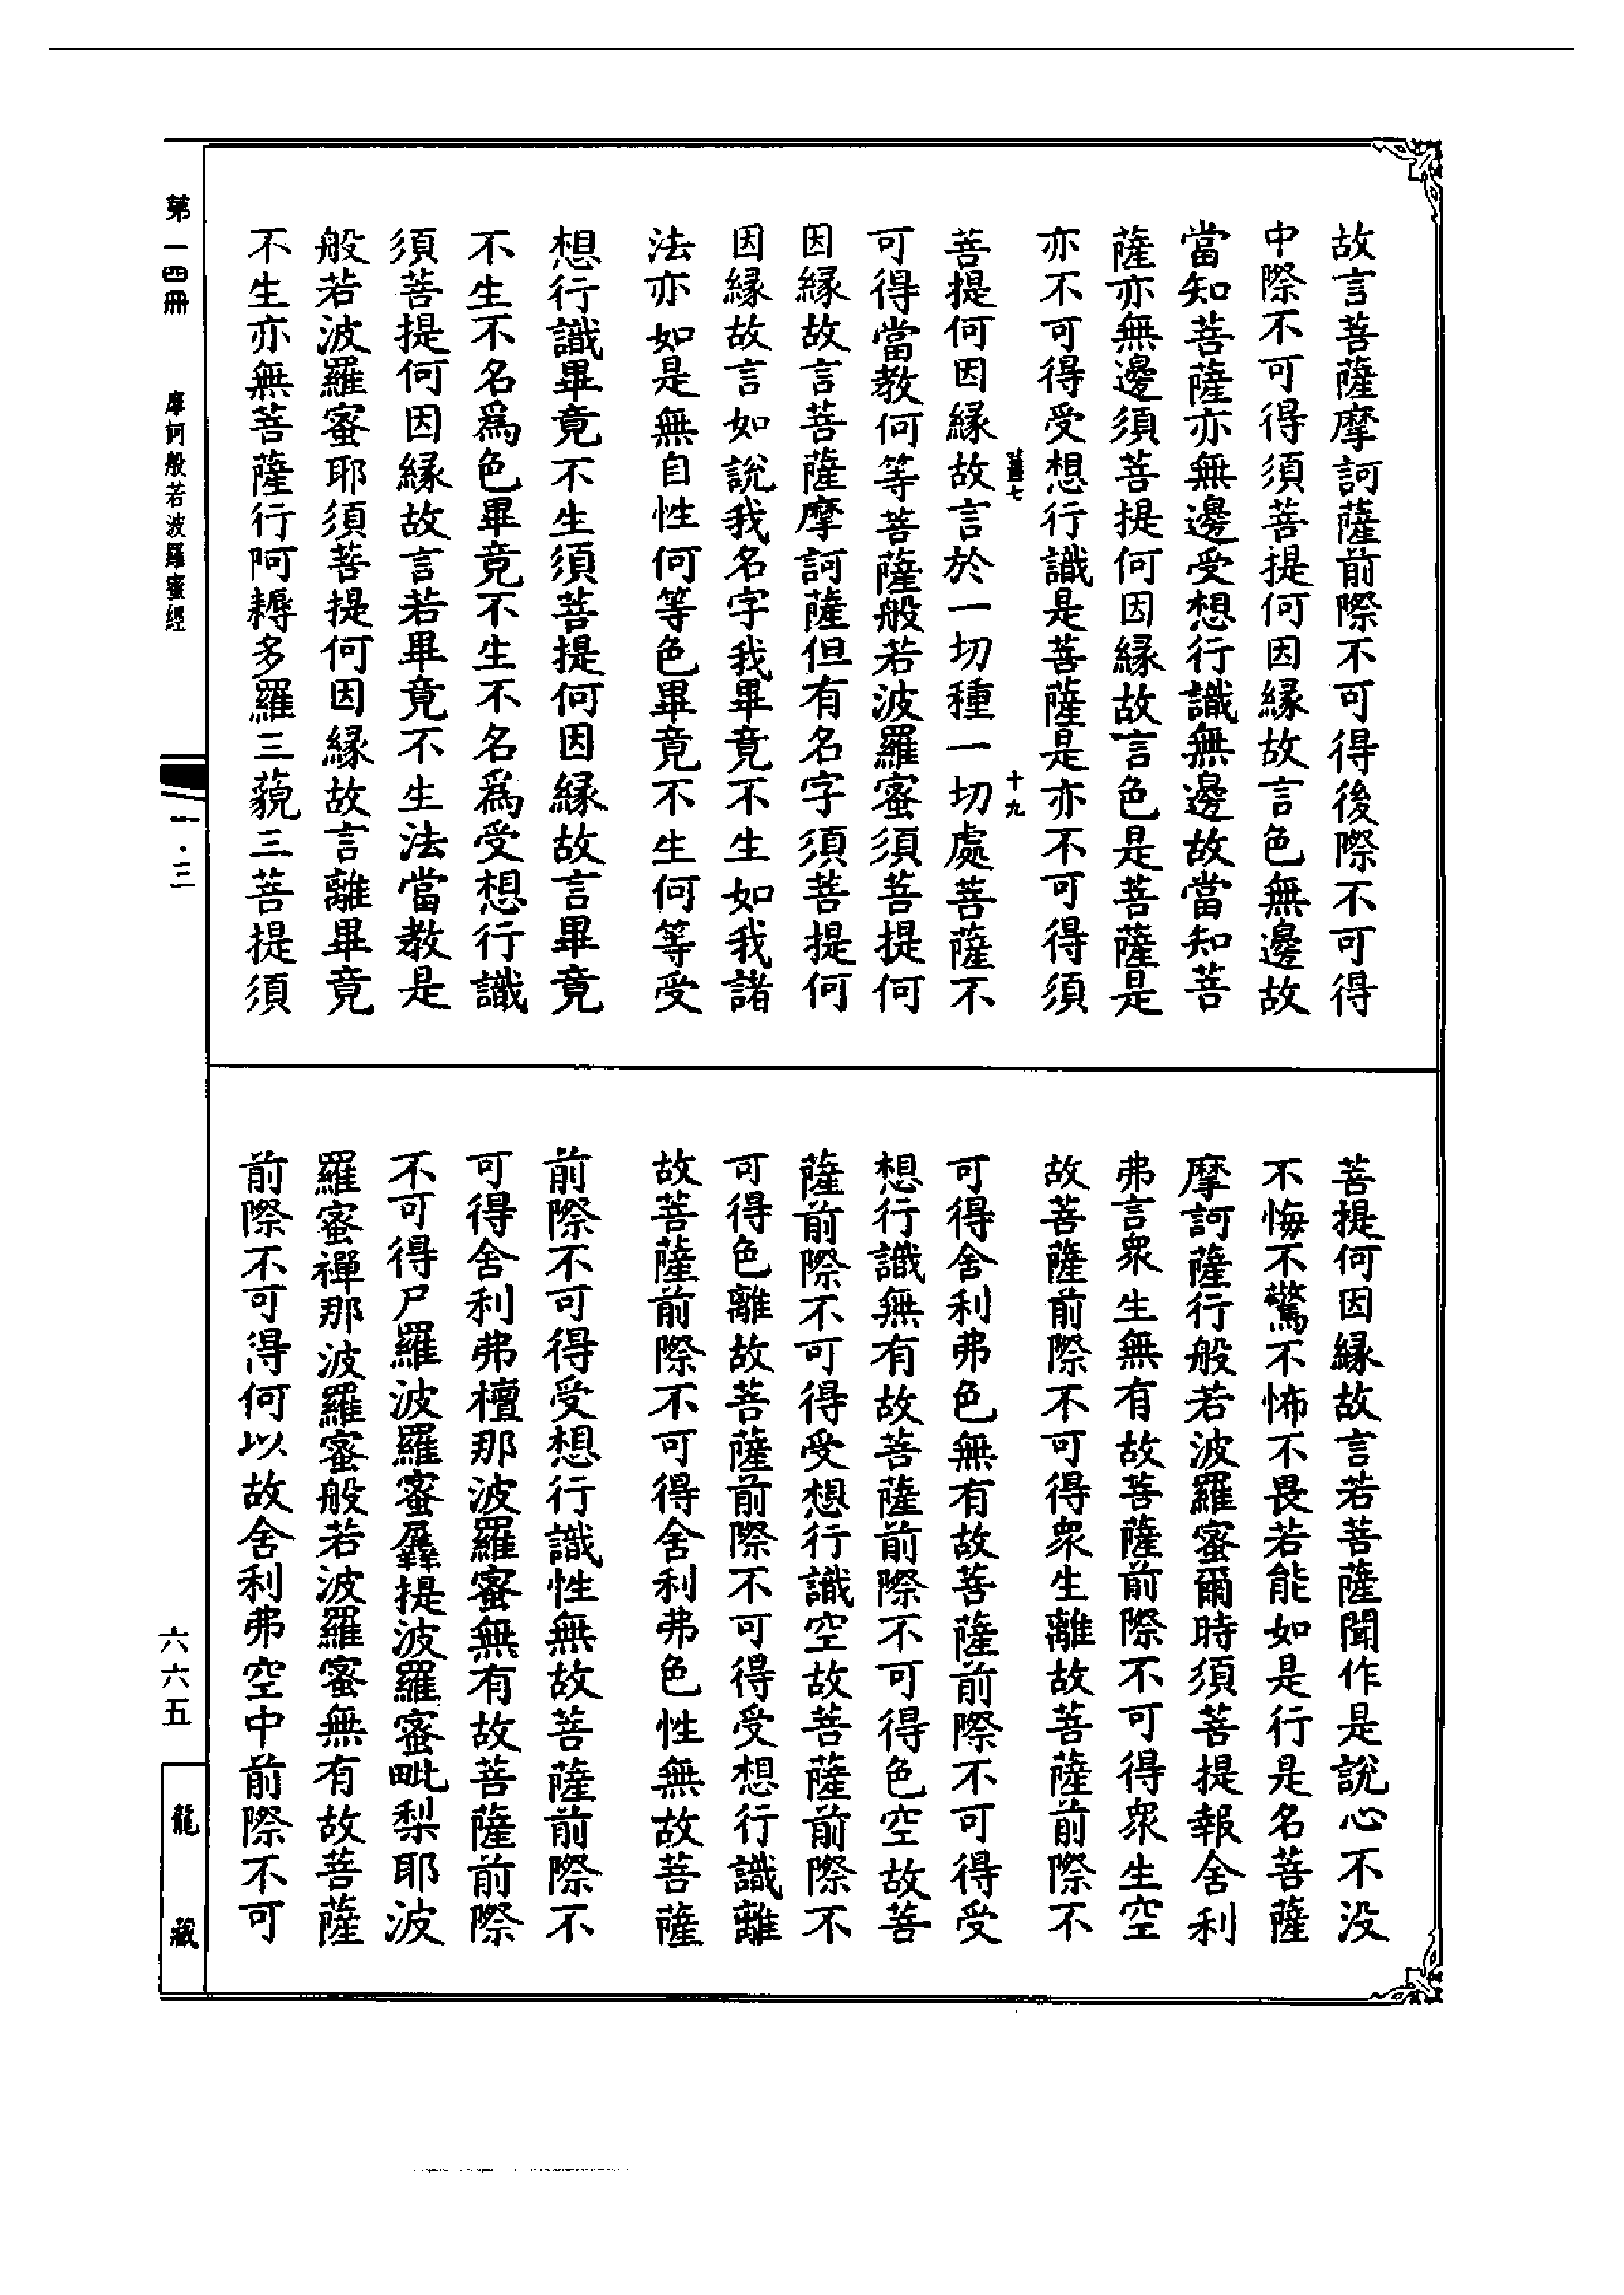 故言菩薩摩訶薩前際不可得後際不可得
中際不可得須菩提何因緣故言色無邊故
當知菩薩亦無邊受想行識無邊故當知菩
薩亦無邊須菩提何因緣故言色是菩薩是
亦不可得受想行識是菩薩是亦不可得須
七 十九
菩提何因緣故言於一切種一切處菩薩不
可得當教何等菩薩般若波羅蜜須菩提何
因緣故言菩薩摩訶薩但有名字須菩提何
因緣故言如說我名字我畢竟不生如我諸
法亦如是無自性何等色畢竟不生何等受
想行識畢竟不生須菩提何因緣故言畢竟
不生不名為色畢竟不生不名為受想行識
須菩提何因緣故言若畢竟不生法當教是
般若波羅蜜耶須菩提何因緣故言離畢竟
不生亦無菩薩行阿耨多羅三藐三菩提須
菩提何因緣故言若菩薩聞作是說心不没
不悔不驚不怖不畏若能如是行是名菩薩
摩訶薩行般若波羅蜜爾時須菩提報舍利
弗言眾生無有故菩薩前際不可得眾生空
故菩薩前際不可得眾生離故菩薩前際不
可得舍利弗色無有故菩薩前際不可得受
想行識無有故菩薩前際不可得色空故菩
薩前際不可得受想行識空故菩薩前際不
可得色離故菩薩前際不可得受想行識離
故菩薩前際不可得舍利弗色性無故菩薩
前際不可得受想行識性無故菩薩前際不
可得舍利弗檀那波羅蜜無有故菩薩前際
不可得尸羅波羅蜜羼提波羅蜜毗梨耶波
羅蜜禪那波羅蜜般若波羅蜜無有故菩薩
前際不可得何以故舍利弗空中前際不可
第一四冊 摩訶般若波羅蜜經 一·三 六六五 龍藏